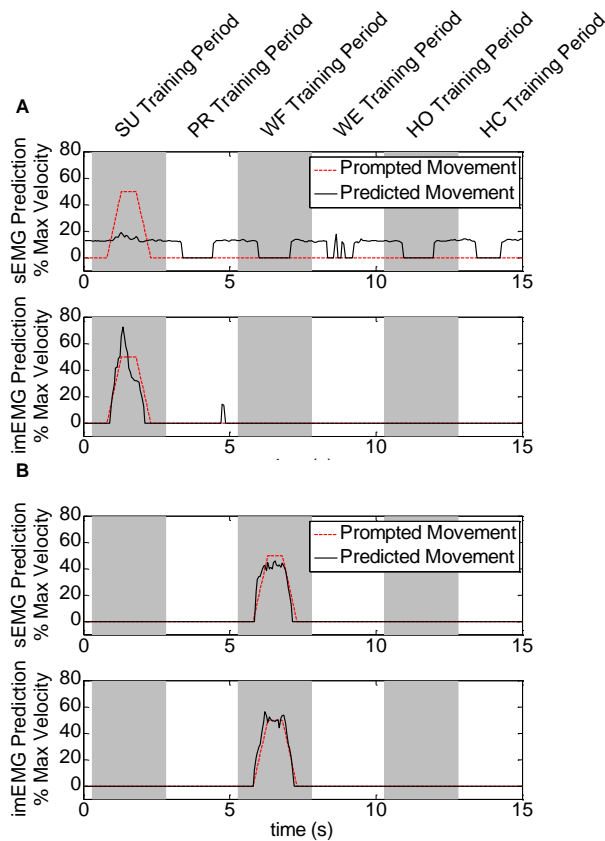 SU Training Period
PR Training Period
WF Training Period
WE Training Period
HO Training Period
HC Training Period
A
sEMG Prediction
% Max Velocity
80
60
40
20
0
Prompted Movement
Predicted Movement
0
5
10
15
imEMG Prediction
% Max Velocity
80
60
40
20
0
0
5
10
15
B
sEMG Prediction
% Max Velocity
80
60
40
20
0
Prompted Movement
Predicted Movement
0
5
10
15
imEMG Prediction
% Max Velocity
80
60
40
20
0
0
5
10
15
time (s)